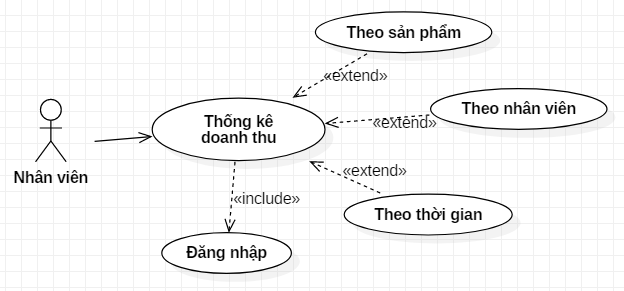 Theo sản phẩm
«extend»
Theo nhân viên
«extend»
Thống kê
doanh thu
«extend»
Nhân viên
«include»
Theo thời gian
Đăng nhập